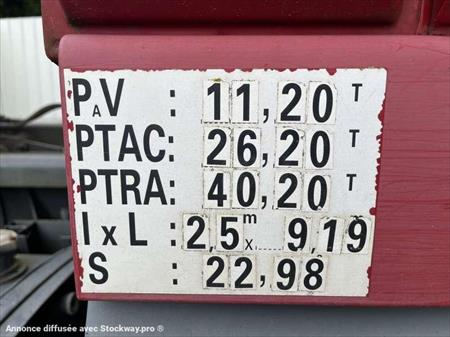 PAV : 11,20 T
PTAC : 26,20 T
PTRA : 40,20 T
I x L : 2,5 m x 9,19
S : 22,98
Annonce diffusée avec Stockway.pro ®